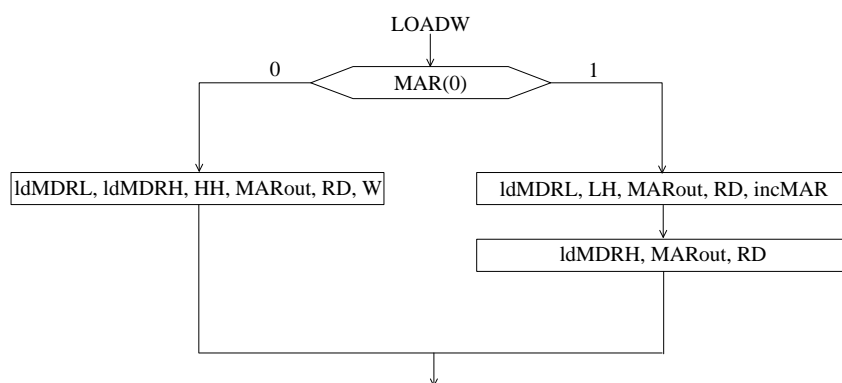 LOADW
0
MAR(0)
1
ldMDRL, ldMDRH, HH, MARout, RD, W
ldMDRL, LH, MARout, RD, incMAR
ldMDRH, MARout, RD